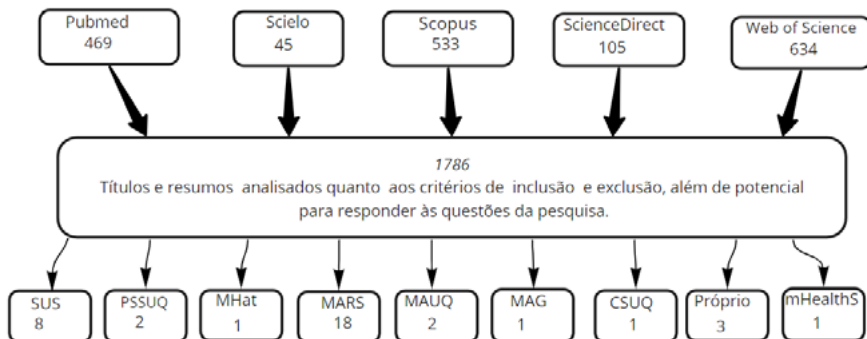 Pubmed
469
Scielo
45
Scopus
533
ScienceDirect
105
Web of Science
634
1786
Títulos e resumos analisados quanto aos critérios de inclusão e exclusão, além de potencial
para responder às questões da pesquisa.
SUS
8
PSSUQ
2
MHat
1
MARS
18
MAUQ
2
MAG
1
CSUQ
1
Próprio
3
mHealthS
1